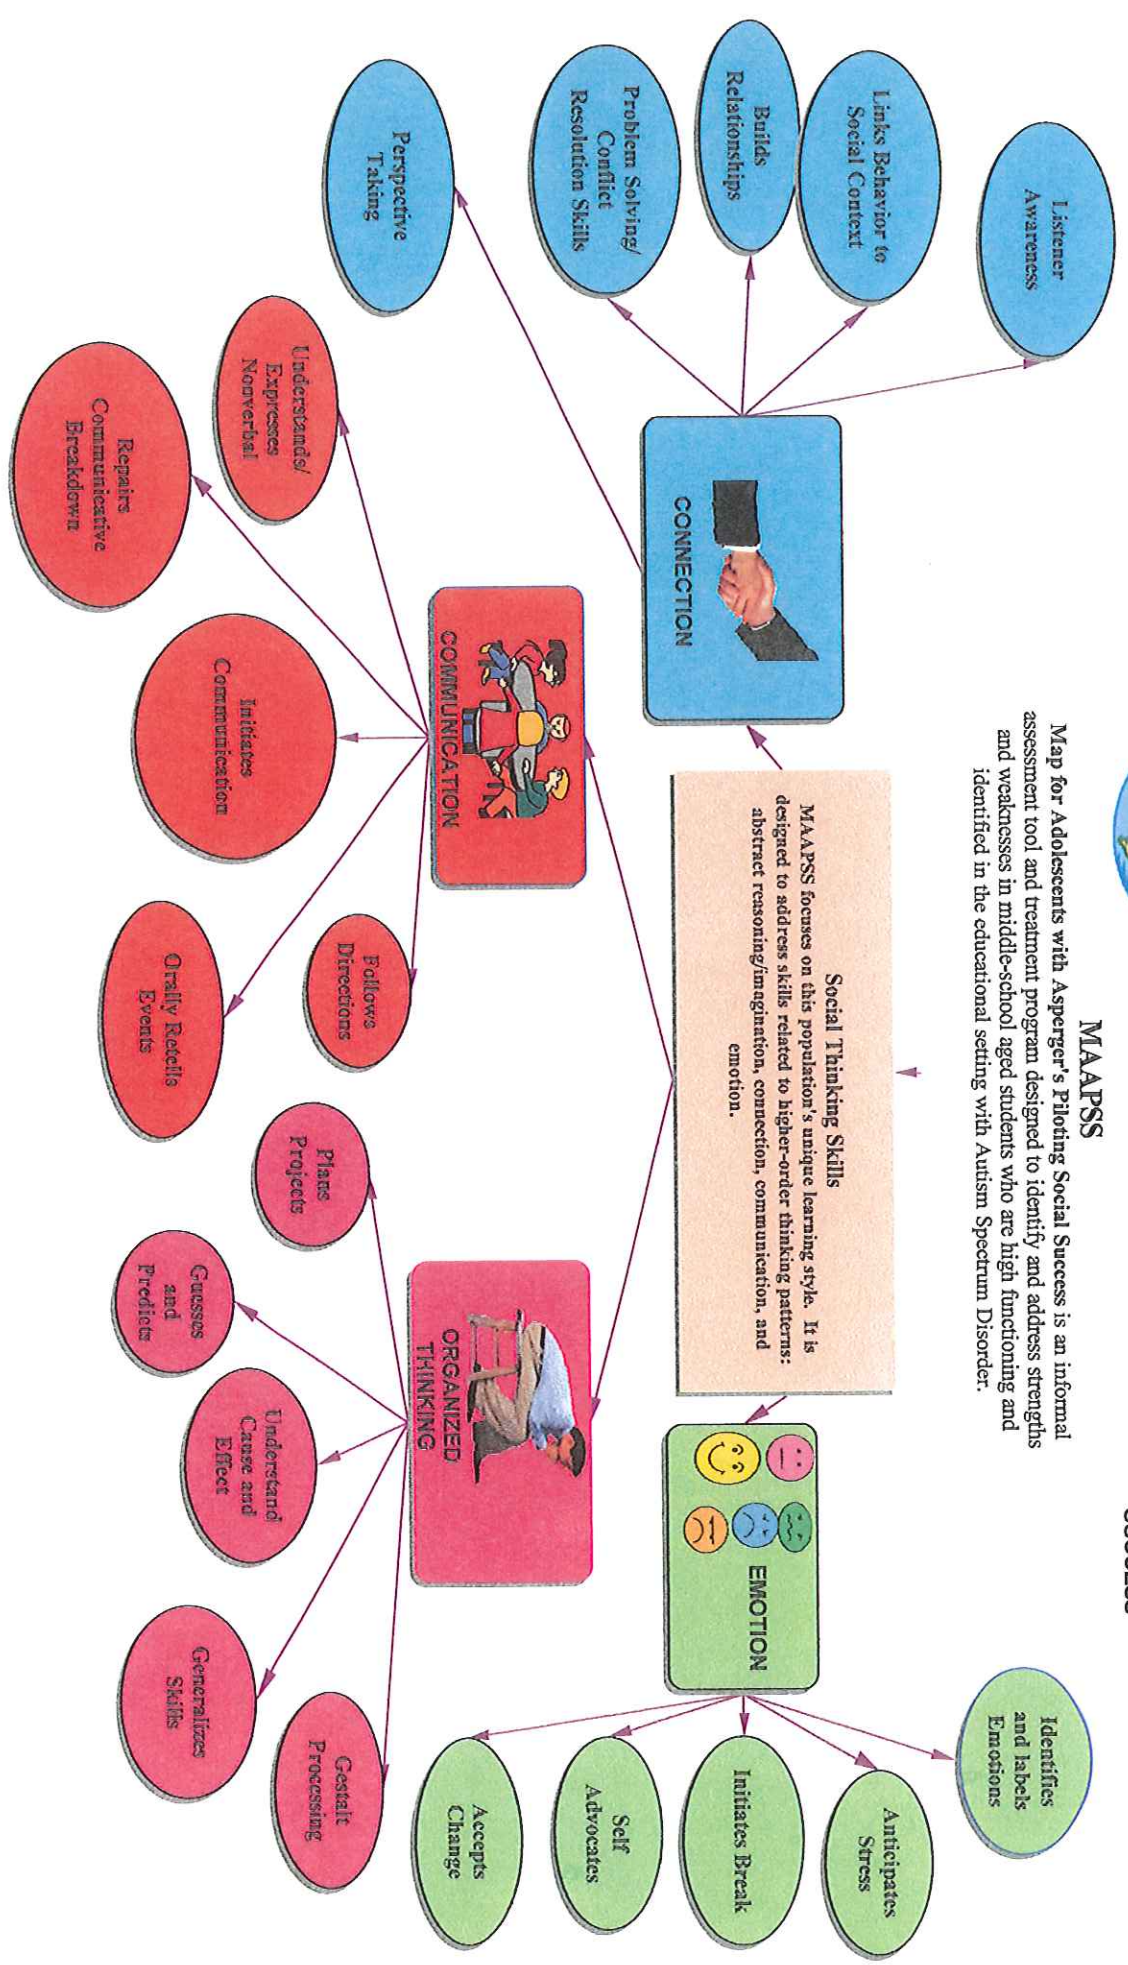 MAAPSS
Map for Adolescents with Asperger's Piloting Social Success is an informal
assessment tool and treatment program designed to identify and address strengths
and weaknesses in middle-school aged students who are high functioning and
identified in the educational setting with Autism Spectrum Disorder.
Social Thinking Skills
MAAPSS focuses on this population's unique learning style. It is
designed to address skills related to higher-order thinking patterns:
abstract reasoning/imagination, connection, communication, and
emotion.
CONNECTION
Listener
Awareness
Links Behavior to
Social Context
Builds
Relationships
Problem Solving/
Conflict
Resolution Skills
Perspective
Taking
COMMUNICATION
Understands/
Expresses
Nonverbal
Repairs
Communicative
Breakdown
Initiates
Communication
Orally Retells
Events
Follows
Directions
ORGANIZED
THINKING
Plans
Projects
Guesses
and
Predicts
Understand
Cause and
Effect
Generalizes
Skills
Gestalt
Processing
EMOTION
Identifies
and labels
Emotions
Anticipates
Stress
Initiates Break
Self
Advocates
Accepts
Change